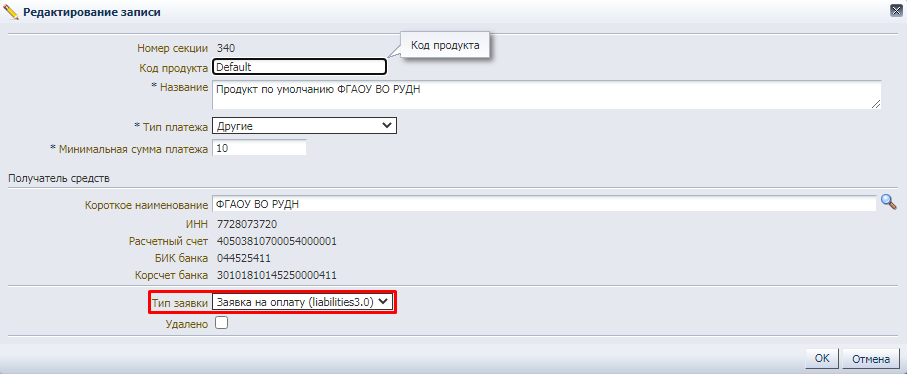 Редактирование записи
Номер секции 340
Код продукта
Код продукта Default
* Название Продукт по умолчанию ФГАОУ ВО РУДН
* Тип платежа Другие
* Минимальная сумма платежа 10
Получатель средств
Короткое наименование ФГАОУ ВО РУДН
ИНН 7728073720
Расчетный счет 40503810700054000001
БИК банка 044525411
Корсчет банка 30101810145250000411
Тип заявки Заявка на оплату (liabilities3.0)
Удалено
OK Отмена